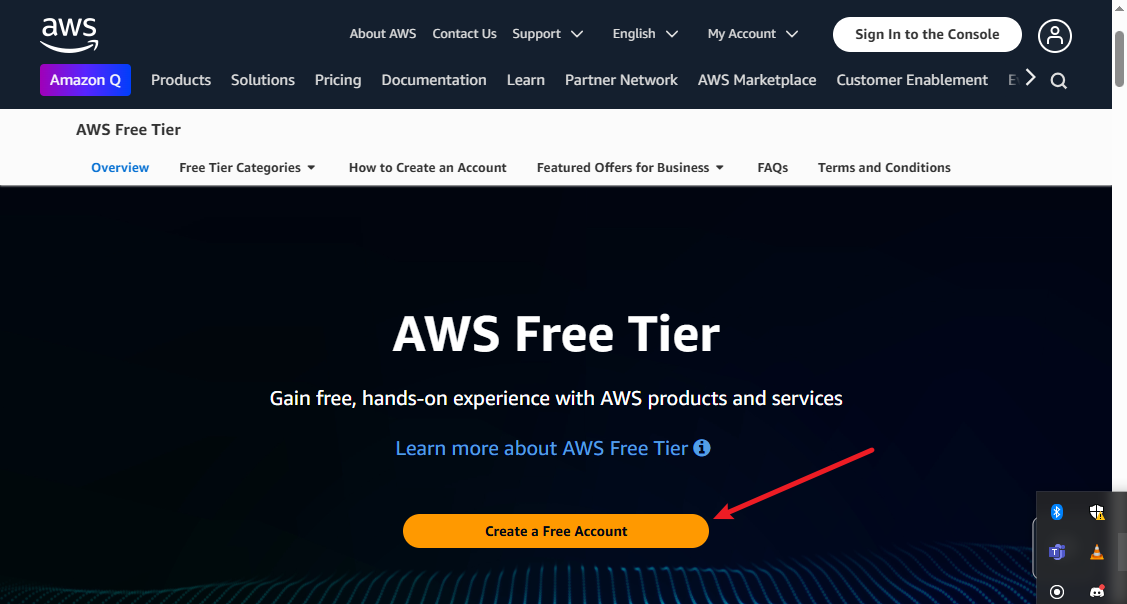 aws
About AWS Contact Us Support English My Account Sign In to the Console
Amazon Q Products Solutions Pricing Documentation Learn Partner Network AWS Marketplace Customer Enablement
AWS Free Tier
Overview Free Tier Categories How to Create an Account Featured Offers for Business FAQs Terms and Conditions
AWS Free Tier
Gain free, hands-on experience with AWS products and services
Learn more about AWS Free Tier
Create a Free Account